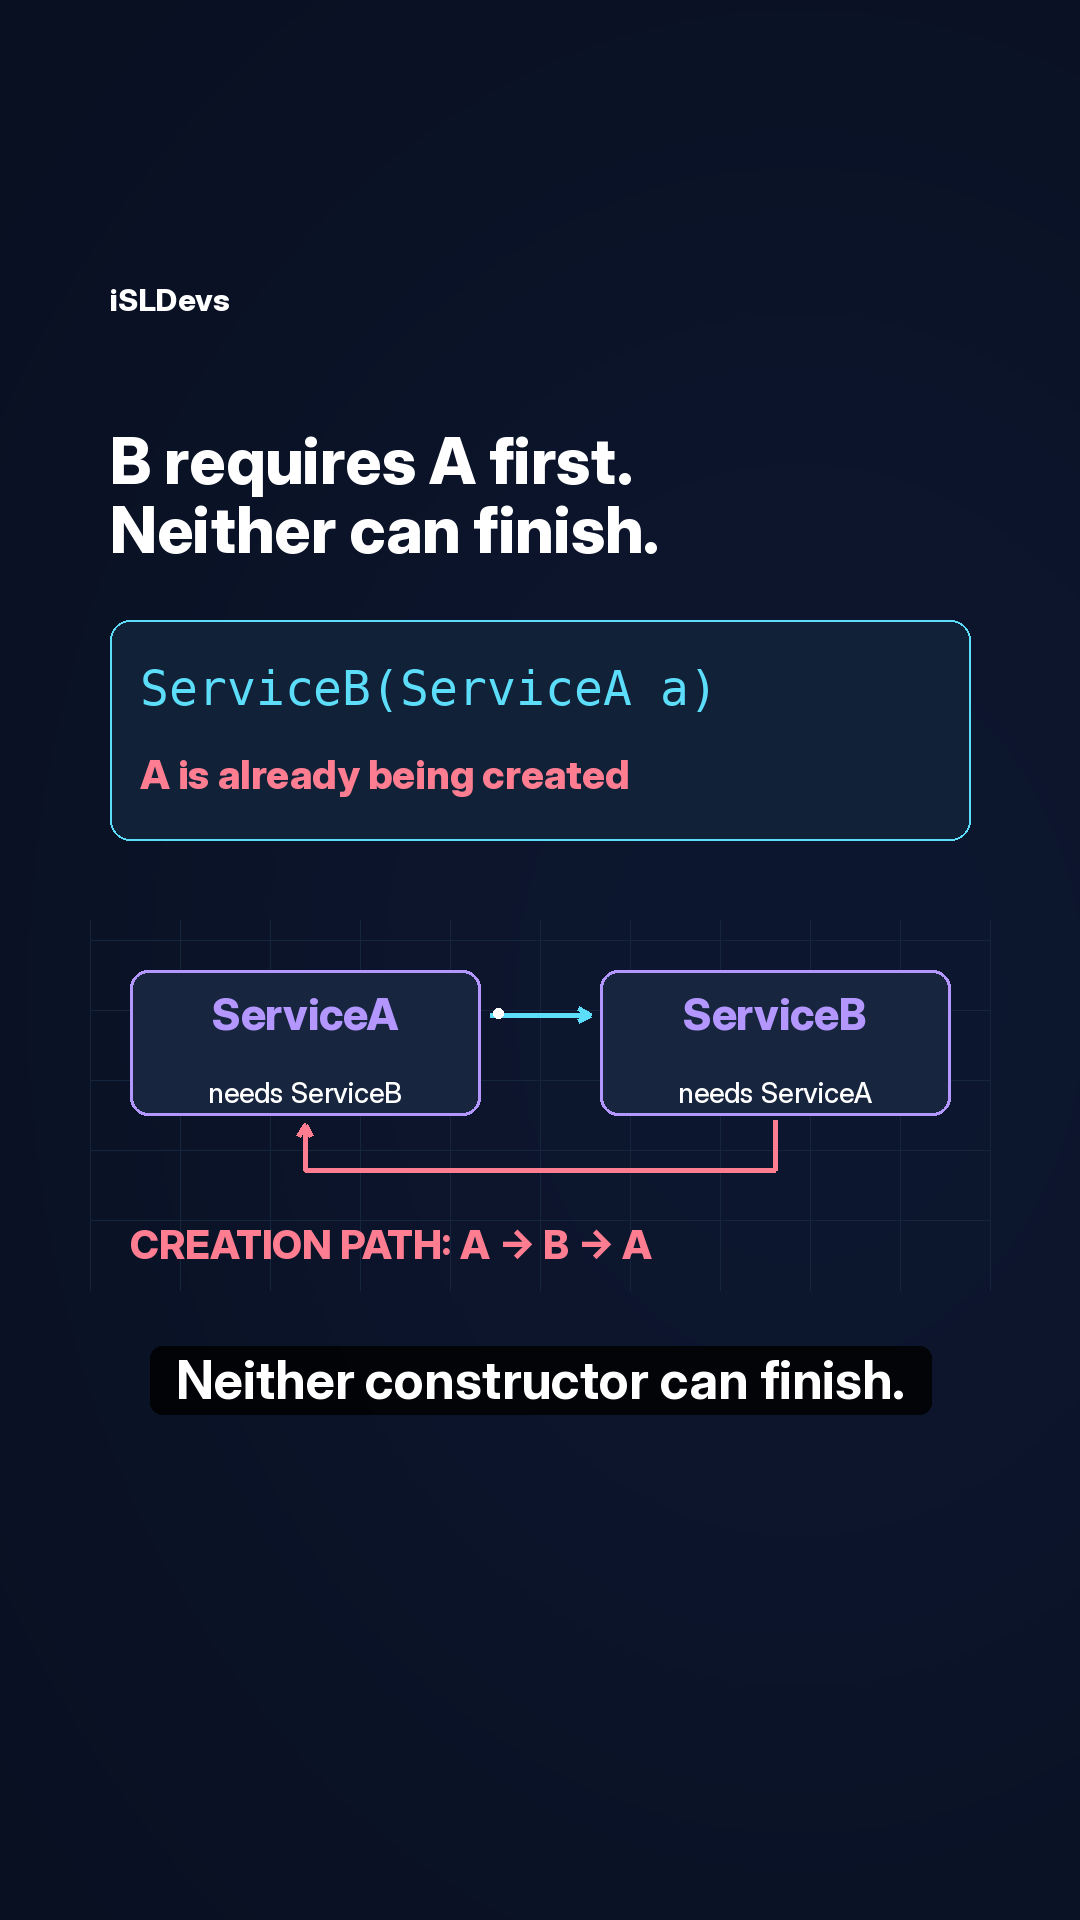 iSLDevs
B requires A first.
Neither can finish.
ServiceB(ServiceA a)
A is already being created
ServiceA
needs ServiceB
ServiceB
needs ServiceA
CREATION PATH: A → B → A
Neither constructor can finish.